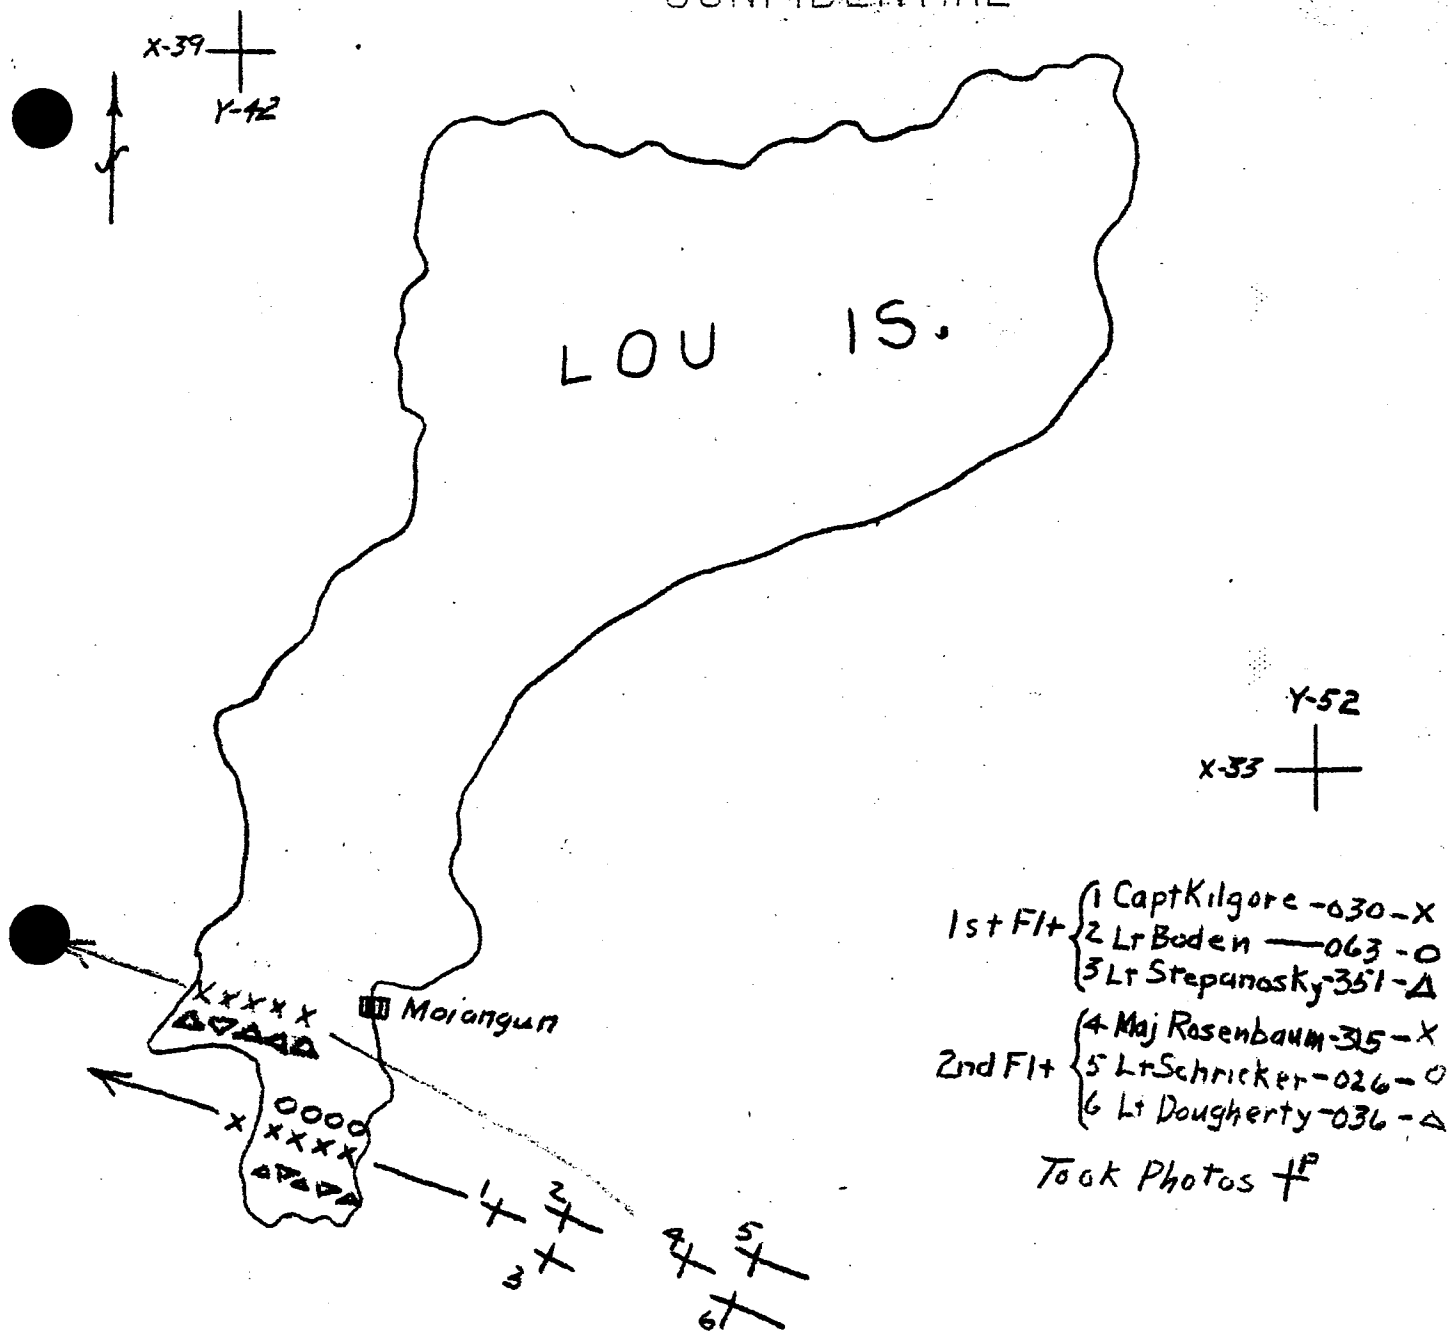 CONFIDENTIAL
X-39
Y-42
N
LOU IS.
Y-52
X-33
1st Flt
1 Capt Kilgore - 030 - X
2 Lt Boden — 063 - O
3 Lt Stepanosky - 351 - Δ
2nd Flt
4 Maj Rosenbaum - 315 - X
5 Lt Schricker - 026 - O
6 Lt Dougherty - 036 - Δ
Took Photos P
Moiangun
1
2
3
4
5
6